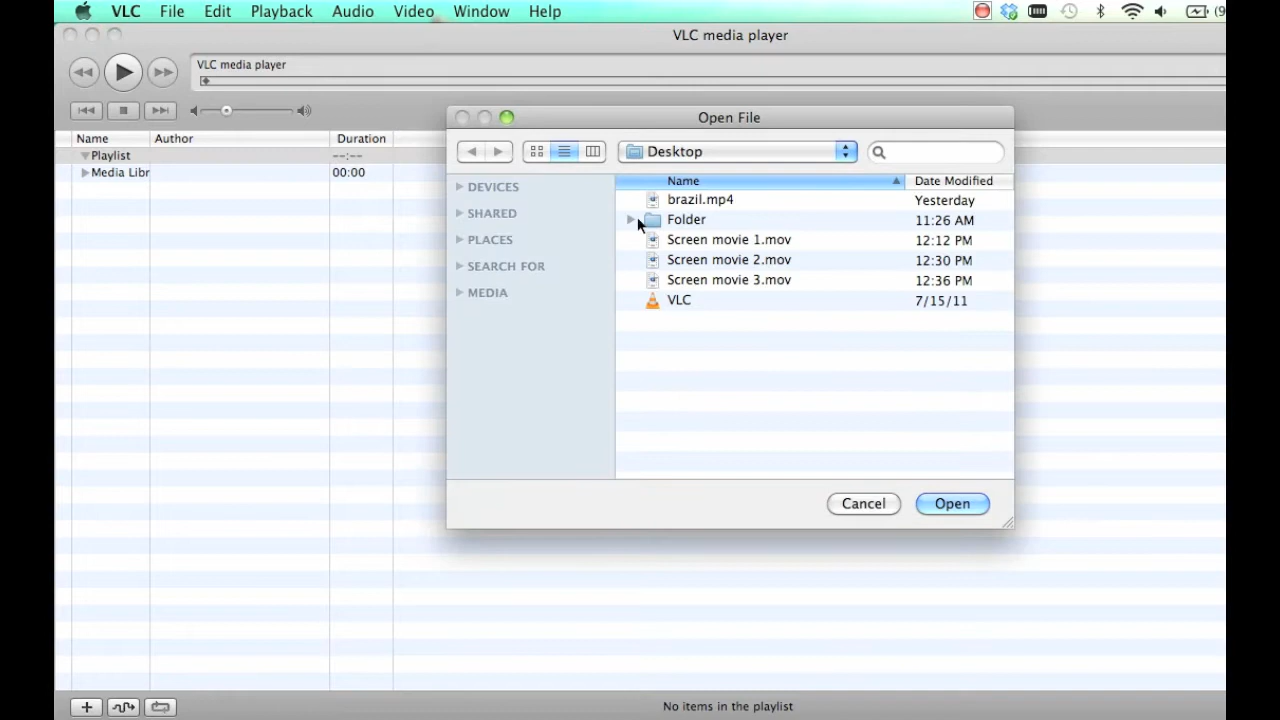 VLC File Edit Playback Audio Video Window Help
VLC media player
VLC media player
Name Author Duration
Playlist --:--
Media Libr 00:00
Open File
Desktop
DEVICES
SHARED
PLACES
SEARCH FOR
MEDIA
Name Date Modified
brazil.mp4 Yesterday
Folder 11:26 AM
Screen movie 1.mov 12:12 PM
Screen movie 2.mov 12:30 PM
Screen movie 3.mov 12:36 PM
VLC 7/15/11
Cancel Open
No items in the playlist